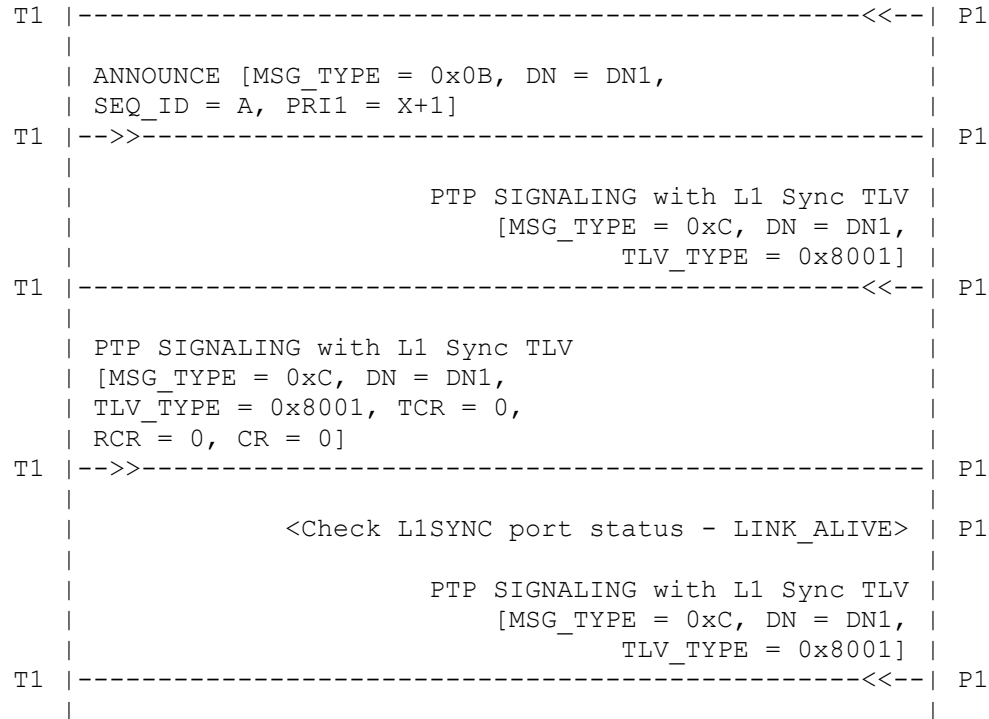 T1 |-------------------------------------------------<<--| P1
   |                                                     |
   | ANNOUNCE [MSG_TYPE = 0x0B, DN = DN1,                |
   | SEQ_ID = A, PRI1 = X+1]                             |
T1 |-->>-------------------------------------------------| P1
   |                                                     |
   |                       PTP SIGNALING with L1 Sync TLV |
   |                           [MSG_TYPE = 0xC, DN = DN1, |
   |                                   TLV_TYPE = 0x8001] |
T1 |-------------------------------------------------<<--| P1
   |                                                     |
   | PTP SIGNALING with L1 Sync TLV                      |
   | [MSG_TYPE = 0xC, DN = DN1,                          |
   | TLV_TYPE = 0x8001, TCR = 0,                         |
   | RCR = 0, CR = 0]                                    |
T1 |-->>-------------------------------------------------| P1
   |                                                     |
   |              <Check L1SYNC port status - LINK_ALIVE> | P1
   |                                                     |
   |                       PTP SIGNALING with L1 Sync TLV |
   |                           [MSG_TYPE = 0xC, DN = DN1, |
   |                                   TLV_TYPE = 0x8001] |
T1 |-------------------------------------------------<<--| P1
   |                                                     |